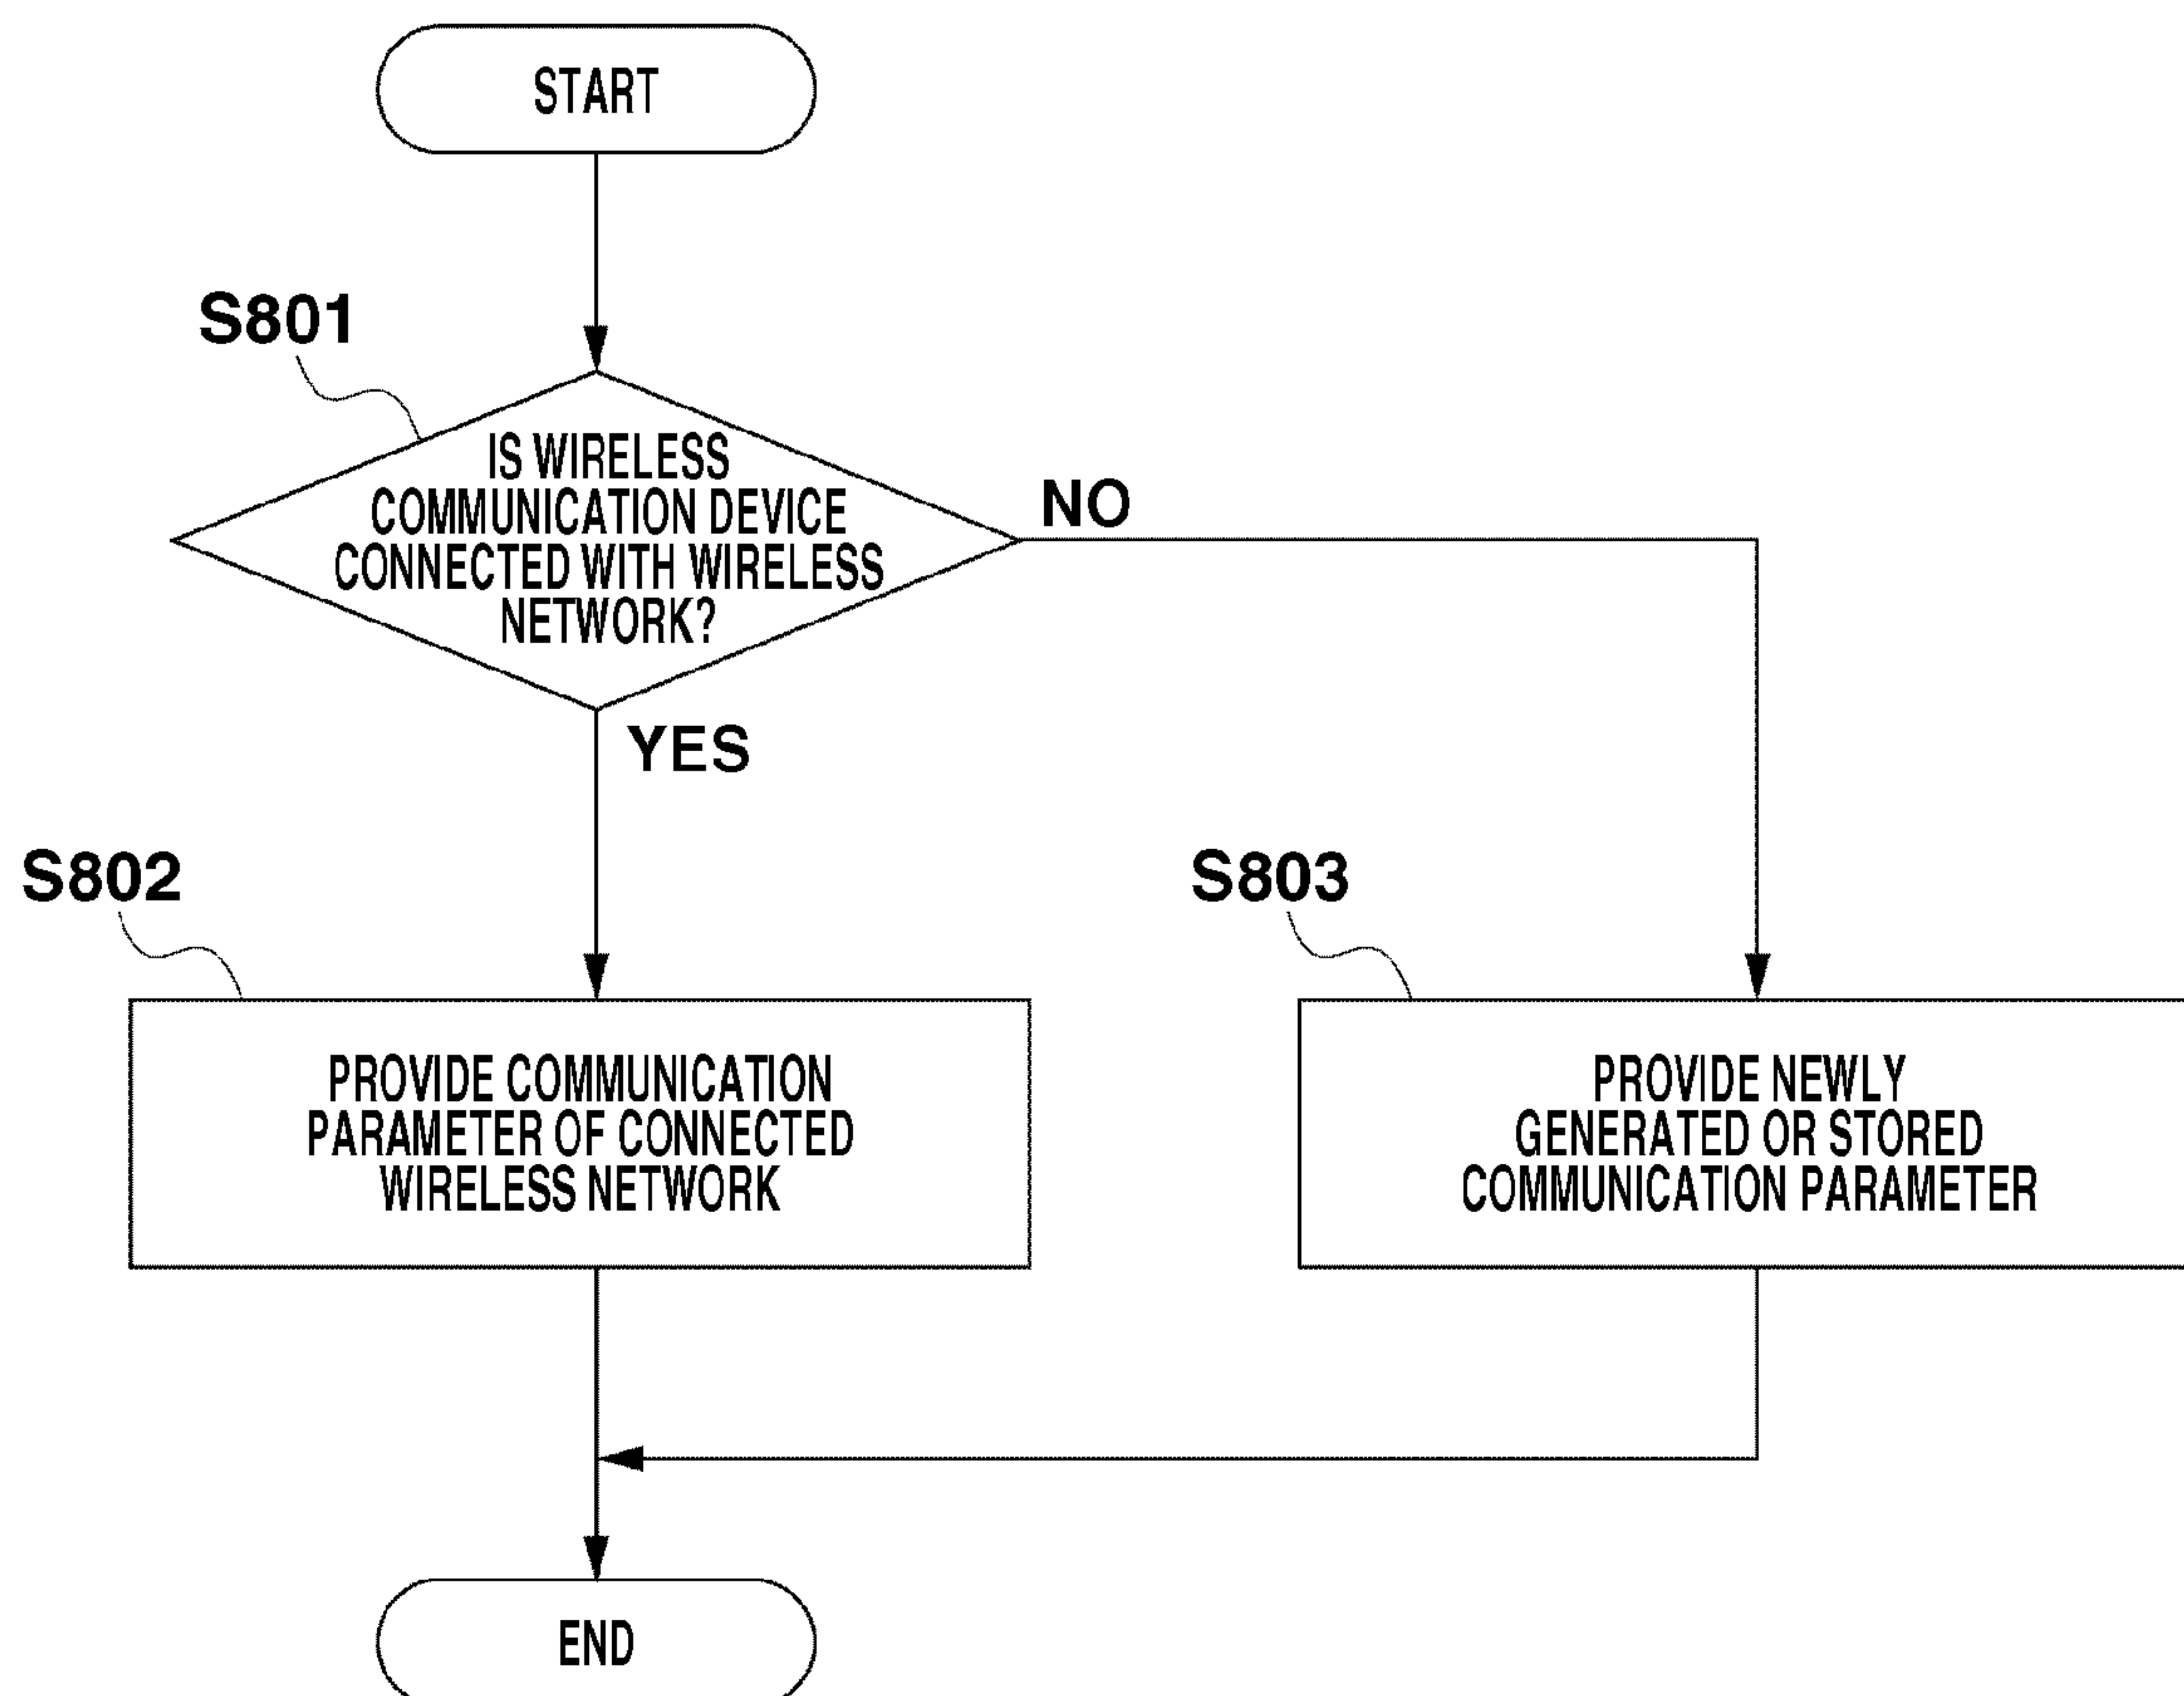 START
S801
IS WIRELESS
COMMUNICATION DEVICE
CONNECTED WITH WIRELESS
NETWORK?
NO
YES
S802
PROVIDE COMMUNICATION
PARAMETER OF CONNECTED
WIRELESS NETWORK
S803
PROVIDE NEWLY
GENERATED OR STORED
COMMUNICATION PARAMETER
END